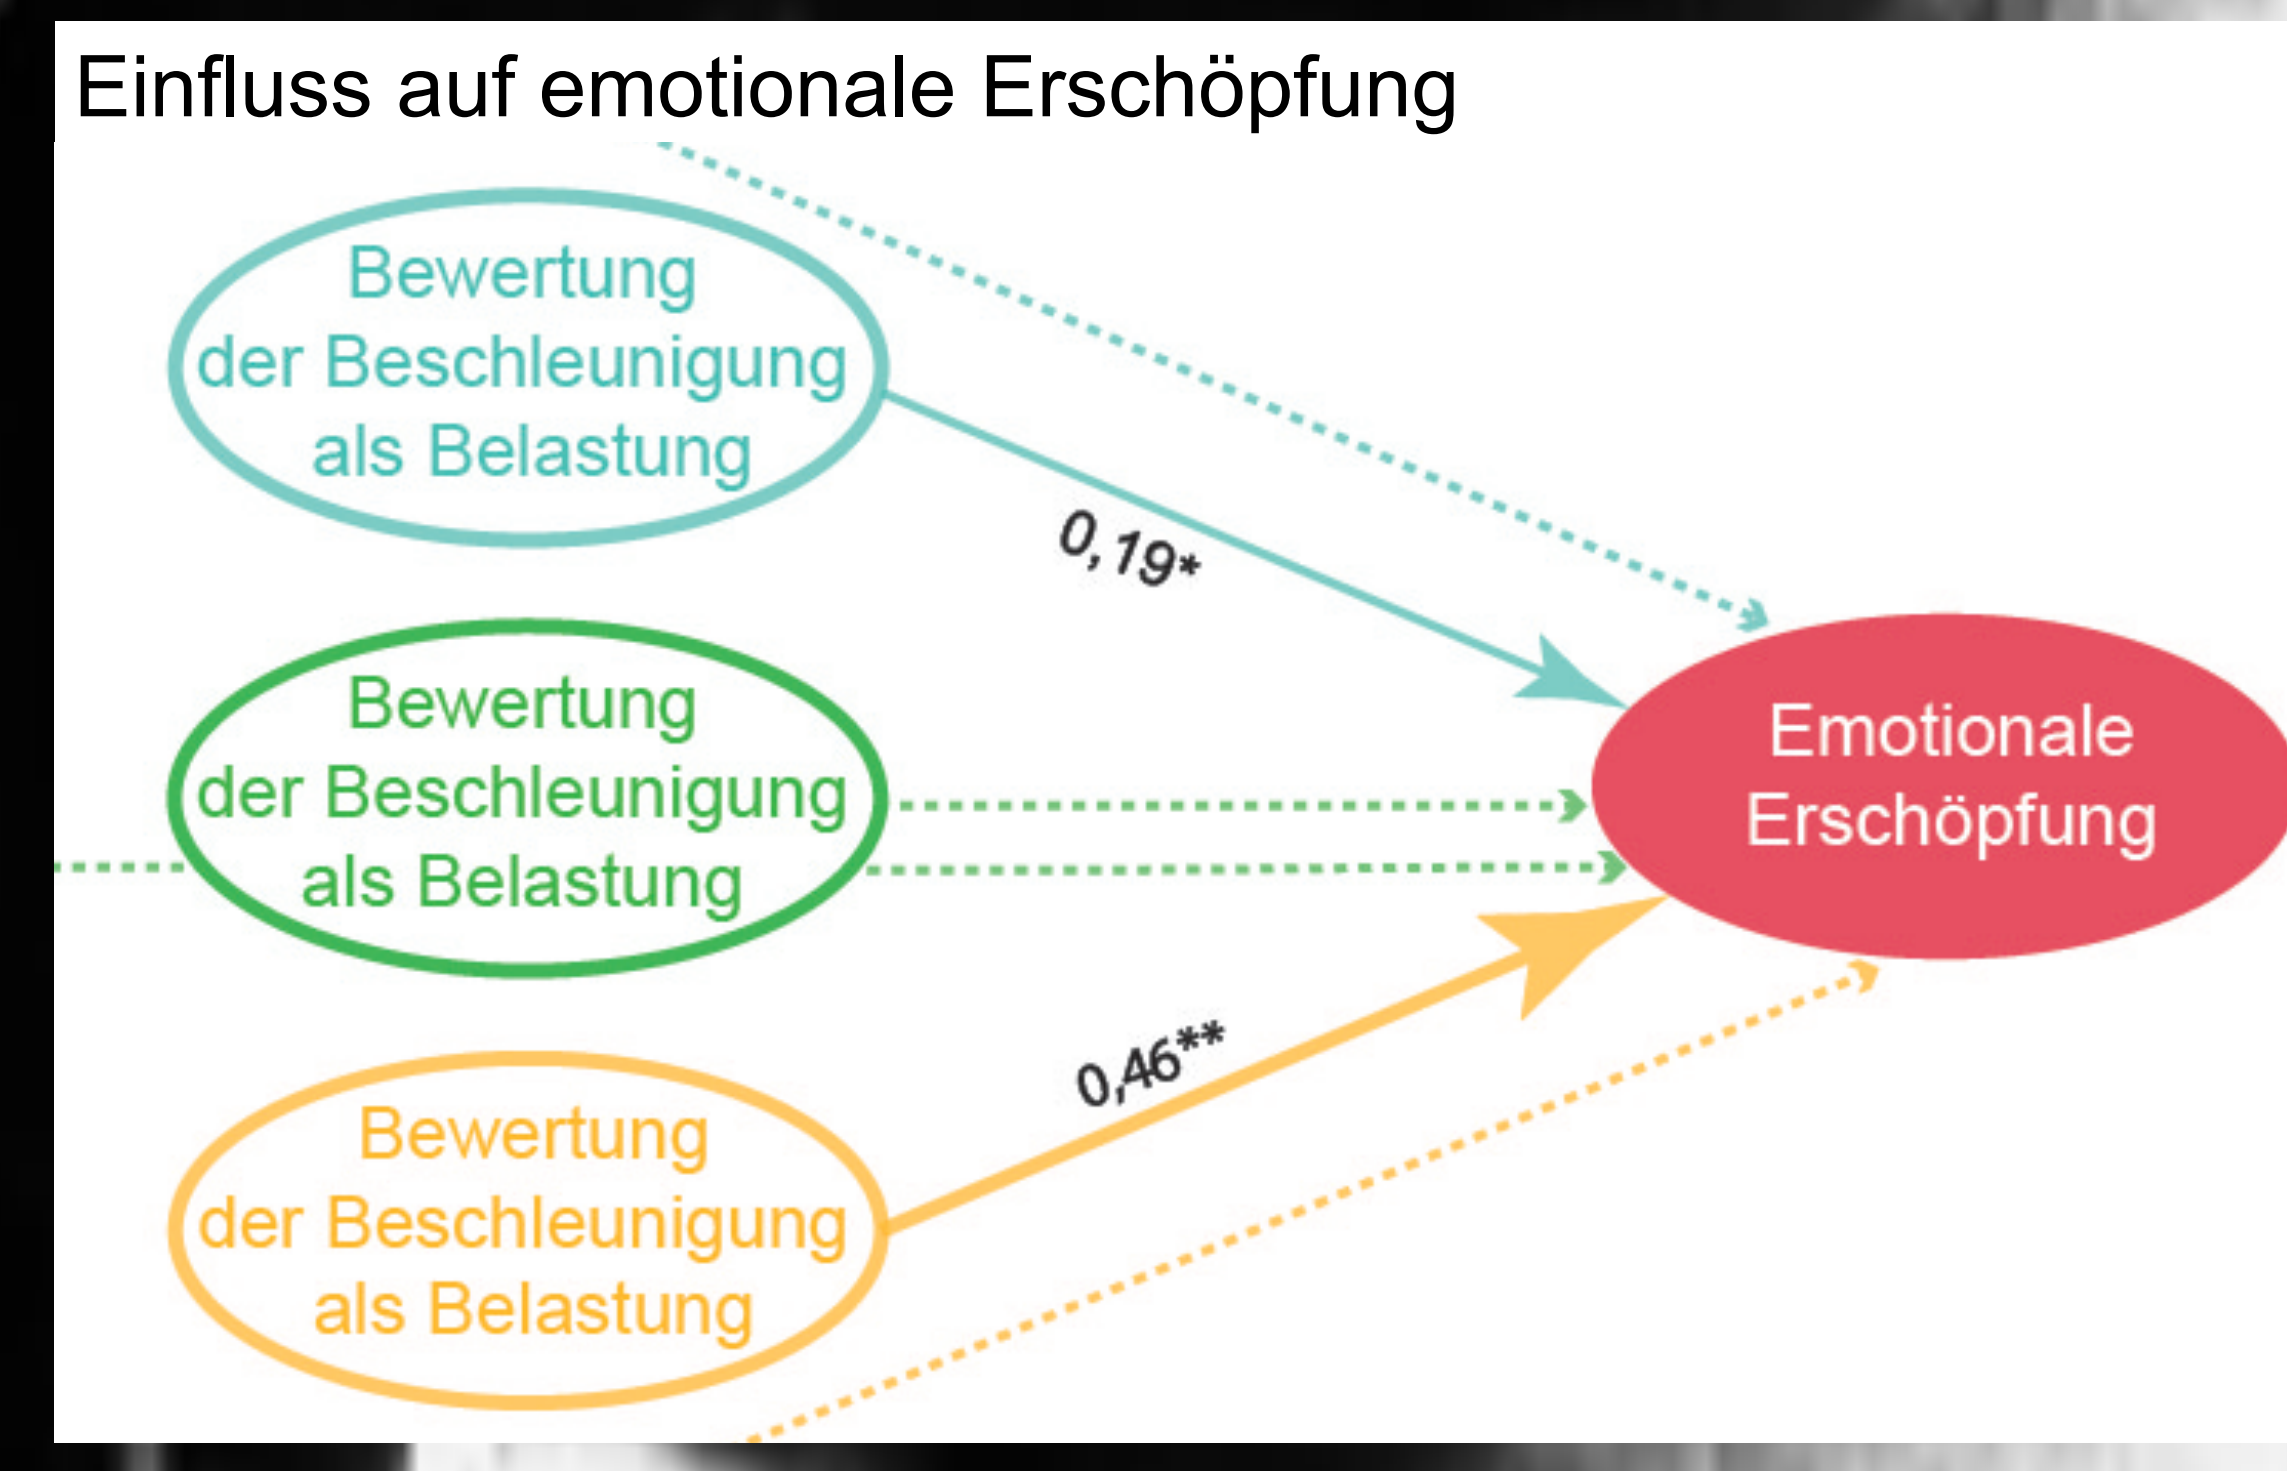 Einfluss auf emotionale Erschöpfung
Bewertung
der Beschleunigung
als Belastung
0,19*
Bewertung
der Beschleunigung
als Belastung
Emotionale
Erschöpfung
0,46**
Bewertung
der Beschleunigung
als Belastung